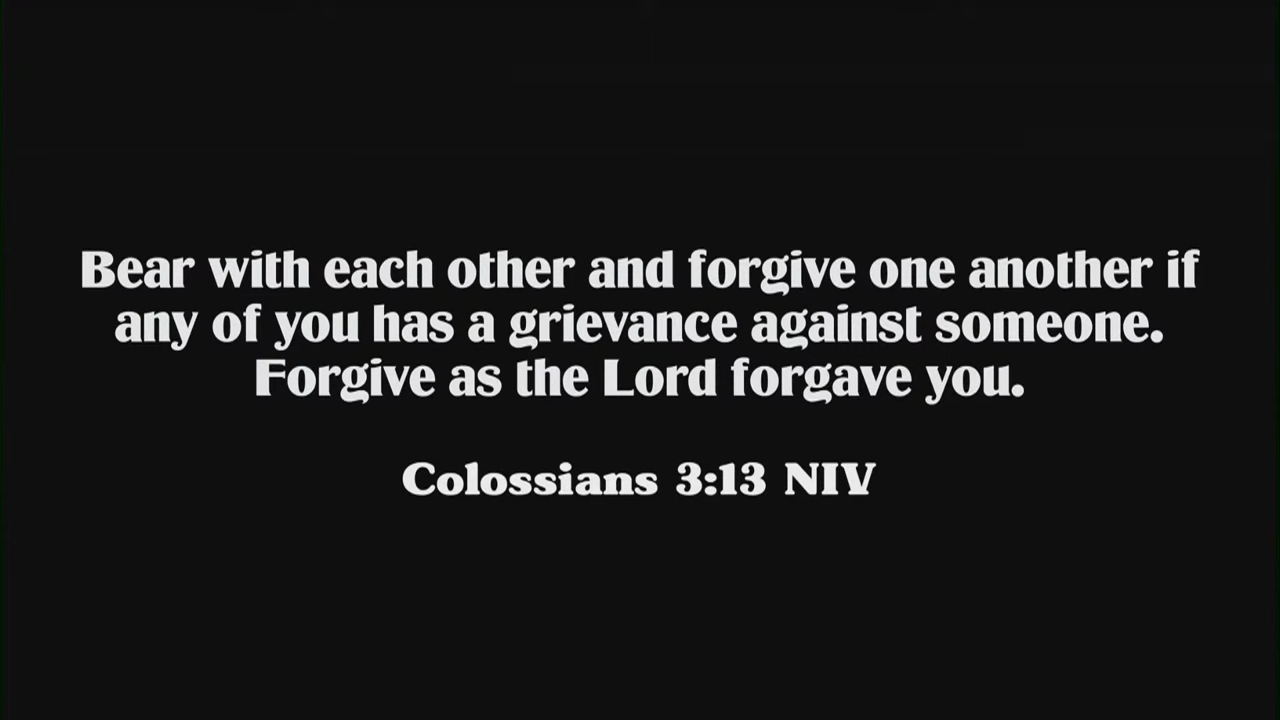 Bear with each other and forgive one another if
any of you has a grievance against someone.
Forgive as the Lord forgave you.
Colossians 3:13 NIV